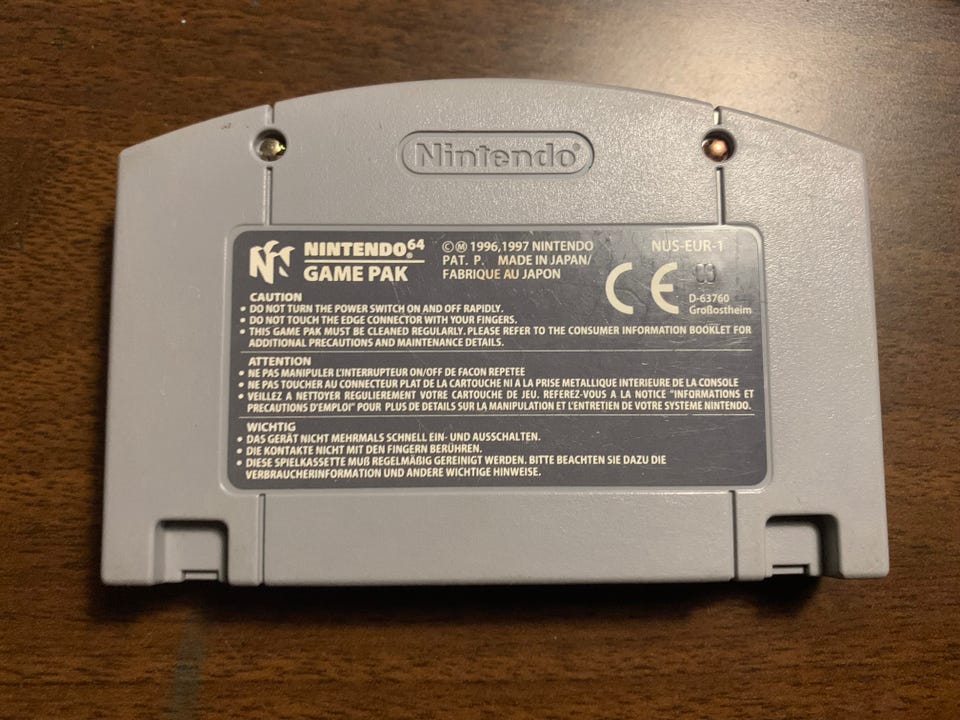 Nintendo®
NINTENDO®64
GAME PAK
©Ⓜ 1996,1997 NINTENDO
PAT. P. MADE IN JAPAN/
FABRIQUE AU JAPON
NUS-EUR-1
CE
D-63760
Großostheim
CAUTION
• DO NOT TURN THE POWER SWITCH ON AND OFF RAPIDLY.
• DO NOT TOUCH THE EDGE CONNECTOR WITH YOUR FINGERS.
• THIS GAME PAK MUST BE CLEANED REGULARLY. PLEASE REFER TO THE CONSUMER INFORMATION BOOKLET FOR
ADDITIONAL PRECAUTIONS AND MAINTENANCE DETAILS.
ATTENTION
• NE PAS MANIPULER L'INTERRUPTEUR ON/OFF DE FACON REPETEE
• NE PAS TOUCHER AU CONNECTEUR PLAT DE LA CARTOUCHE NI A LA PRISE METALLIQUE INTERIEURE DE LA CONSOLE
• VEILLEZ A NETTOYER REGULIEREMENT VOTRE CARTOUCHE DE JEU. REFEREZ-VOUS A LA NOTICE "INFORMATIONS ET
PRECAUTIONS D'EMPLOI" POUR PLUS DE DETAILS SUR LA MANIPULATION ET L'ENTRETIEN DE VOTRE SYSTEME NINTENDO.
WICHTIG
• DAS GERÄT NICHT MEHRMALS SCHNELL EIN- UND AUSSCHALTEN.
• DIE KONTAKTE NICHT MIT DEN FINGERN BERÜHREN.
• DIESE SPIELKASSETTE MUß REGELMÄßIG GEREINIGT WERDEN. BITTE BEACHTEN SIE DAZU DIE
VERBRAUCHERINFORMATION UND ANDERE WICHTIGE HINWEISE.